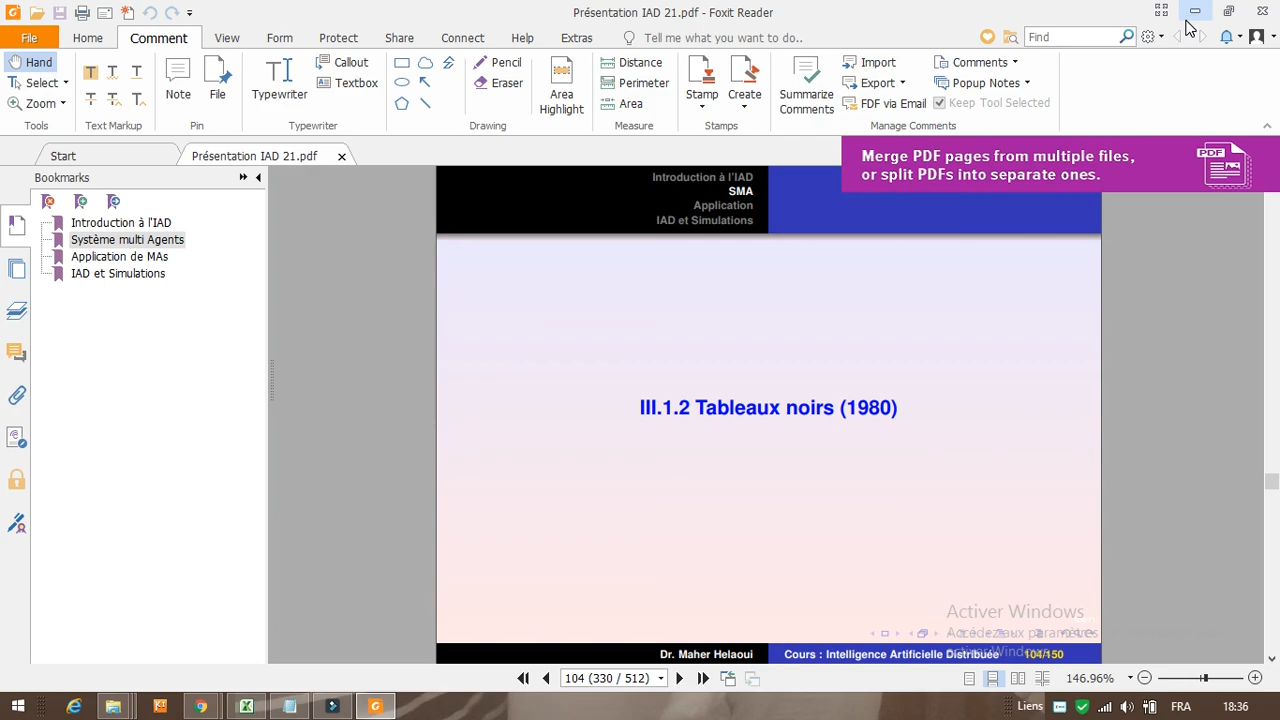 Présentation IAD 21.pdf - Foxit Reader
File Home Comment View Form Protect Share Connect Help Extras Tell me what you want to do.. Find
Hand
Select
Zoom
Tools
Text Markup
Note
File
Pin
Typewriter
Callout
Textbox
Typewriter
Pencil
Eraser
Drawing
Area
Highlight
Distance
Perimeter
Area
Measure
Stamp
Create
Stamps
Summarize
Comments
Import
Export
FDF via Email
Comments
Popup Notes
Keep Tool Selected
Manage Comments
Start
Présentation IAD 21.pdf
Merge PDF pages from multiple files,
or split PDFs into separate ones.
PDF
Bookmarks
Introduction à l'IAD
Système multi Agents
Application de MAs
IAD et Simulations
Introduction à l'IAD
SMA
Application
IAD et Simulations
III.1.2 Tableaux noirs (1980)
Activer Windows
Accédez aux paramètres
activer Windows
Dr. Maher Helaoui
Cours : Intelligence Artificielle Distribuée 104/150
104 (330 / 512)
146.96%
Liens
FRA
18:36